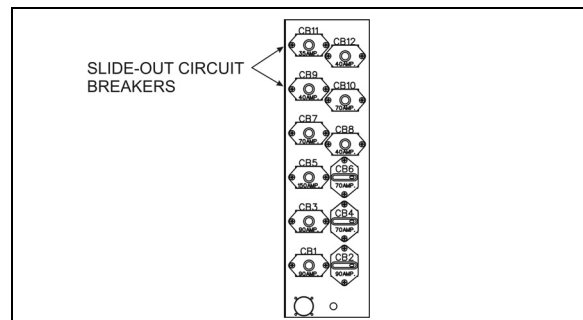 CB11
35AMP.
CB12
40AMP.
SLIDE-OUT CIRCUIT
BREAKERS
CB9
40AMP.
CB10
70AMP.
CB7
70AMP.
CB8
40AMP.
CB5
150AMP.
CB6
70AMP.
CB3
90AMP.
CB4
70AMP.
CB1
90AMP.
CB2
90AMP.